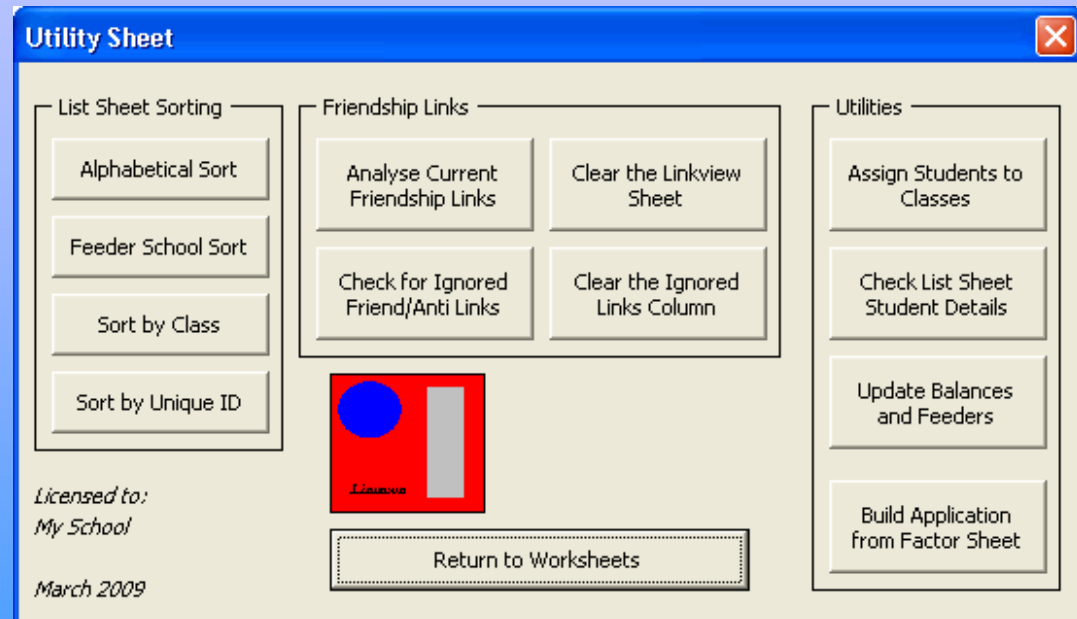 Utility Sheet
List Sheet Sorting
Alphabetical Sort
Feeder School Sort
Sort by Class
Sort by Unique ID
Friendship Links
Analyse Current
Friendship Links
Clear the Linkview
Sheet
Check for Ignored
Friend/Anti Links
Clear the Ignored
Links Column
Utilities
Assign Students to
Classes
Check List Sheet
Student Details
Update Balances
and Feeders
Build Application
from Factor Sheet
Licensed to:
My School
March 2009
Return to Worksheets